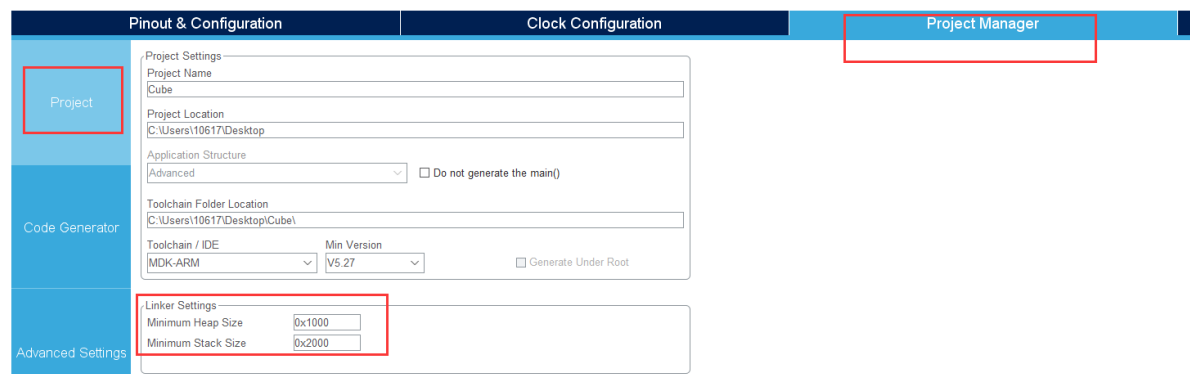 Pinout & Configuration
Clock Configuration
Project Manager
Project
Code Generator
Advanced Settings
Project Settings
Project Name
Cube
Project Location
C:\Users\10617\Desktop
Application Structure
Advanced
Do not generate the main()
Toolchain Folder Location
C:\Users\10617\Desktop\Cube\
Toolchain / IDE
Min Version
MDK-ARM
V5.27
Generate Under Root
Linker Settings
Minimum Heap Size
0x1000
Minimum Stack Size
0x2000